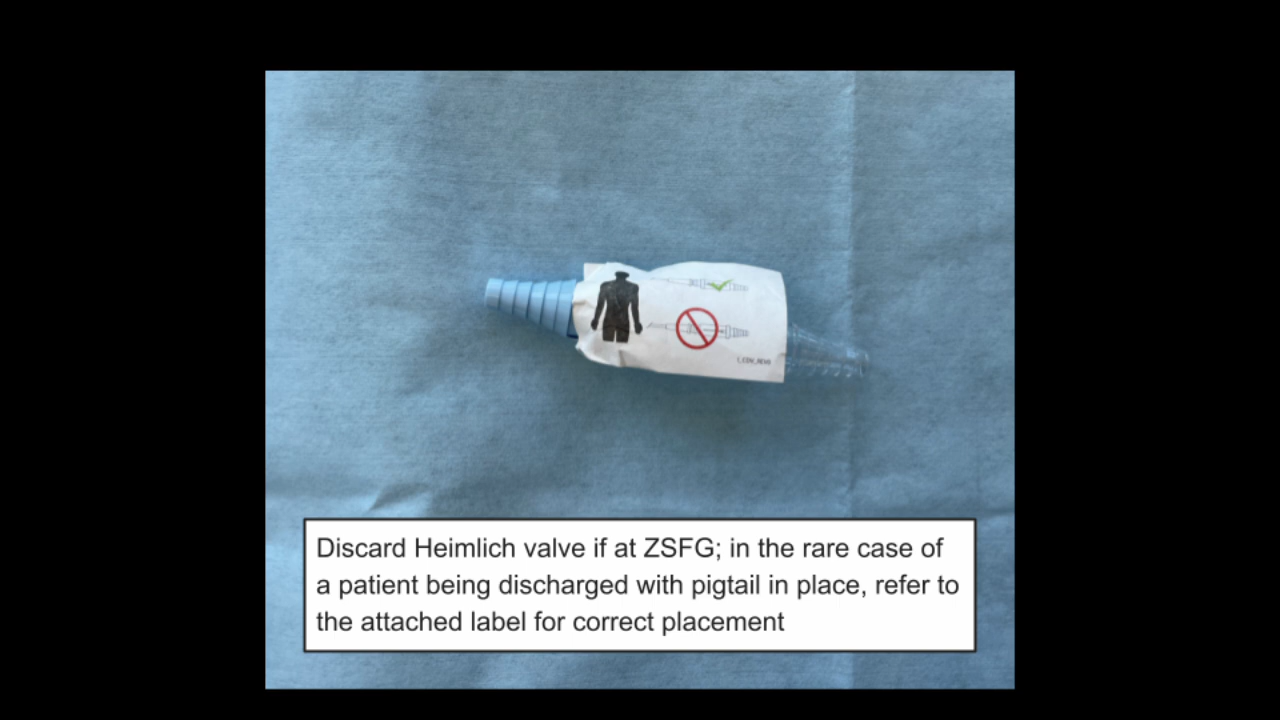 Discard Heimlich valve if at ZSFG; in the rare case of
a patient being discharged with pigtail in place, refer to
the attached label for correct placement